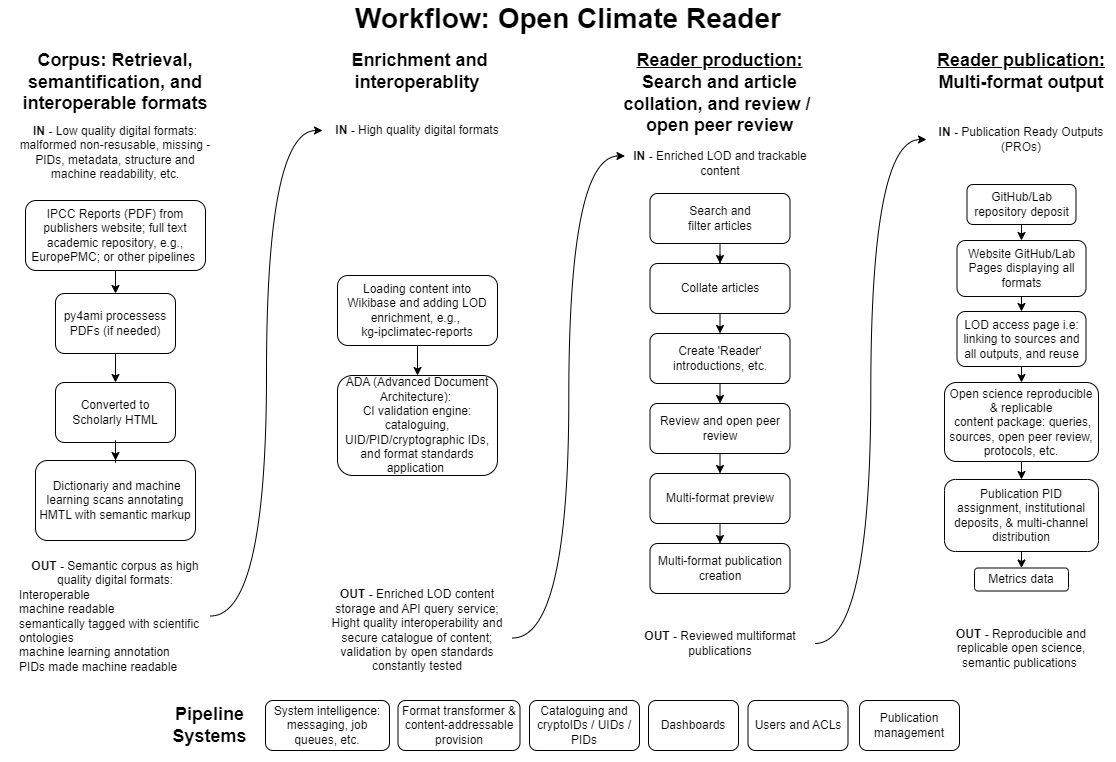 Workflow: Open Climate Reader
Corpus: Retrieval,
semantification, and
interoperable formats
IN - Low quality digital formats:
malformed non-resusable, missing -
PIDs, metadata, structure and
machine readability, etc.
IPCC Reports (PDF) from
publishers website; full text
academic repository, e.g.,
EuropePMC; or other pipelines
py4ami processess
PDFs (if needed)
Converted to
Scholarly HTML
Dictionariy and machine
learning scans annotating
HMTL with semantic markup
OUT - Semantic corpus as high
quality digital formats:
Interoperable
machine readable
semantically tagged with scientific
ontologies
machine learning annotation
PIDs made machine readable
Enrichment and
interoperablity
IN - High quality digital formats
Loading content into
Wikibase and adding LOD
enrichment, e.g.,
kg-ipclimatec-reports
ADA (Advanced Document
Architecture):
CI validation engine:
cataloguing,
UID/PID/cryptographic IDs,
and format standards
application
OUT - Enriched LOD content
storage and API query service;
Hight quality interoperability and
secure catalogue of content;
validation by open standards
constantly tested
Reader production:
Search and article
collation, and review /
open peer review
IN - Enriched LOD and trackable
content
Search and
filter articles
Collate articles
Create 'Reader'
introductions, etc.
Review and open peer
review
Multi-format preview
Multi-format publication
creation
OUT - Reviewed multiformat
publications
Reader publication:
Multi-format output
IN - Publication Ready Outputs
(PROs)
GitHub/Lab
repository deposit
Website GitHub/Lab
Pages displaying all
formats
LOD access page i.e:
linking to sources and
all outputs, and reuse
Open science reproducible
& replicable
content package: queries,
sources, open peer review,
protocols, etc.
Publication PID
assignment, institutional
deposits, & multi-channel
distribution
Metrics data
OUT - Reproducible and
replicable open science,
semantic publications
Pipeline
Systems
System intelligence:
messaging, job
queues, etc.
Format transformer &
content-addressable
provision
Cataloguing and
cryptoIDs / UIDs /
PIDs
Dashboards
Users and ACLs
Publication
management